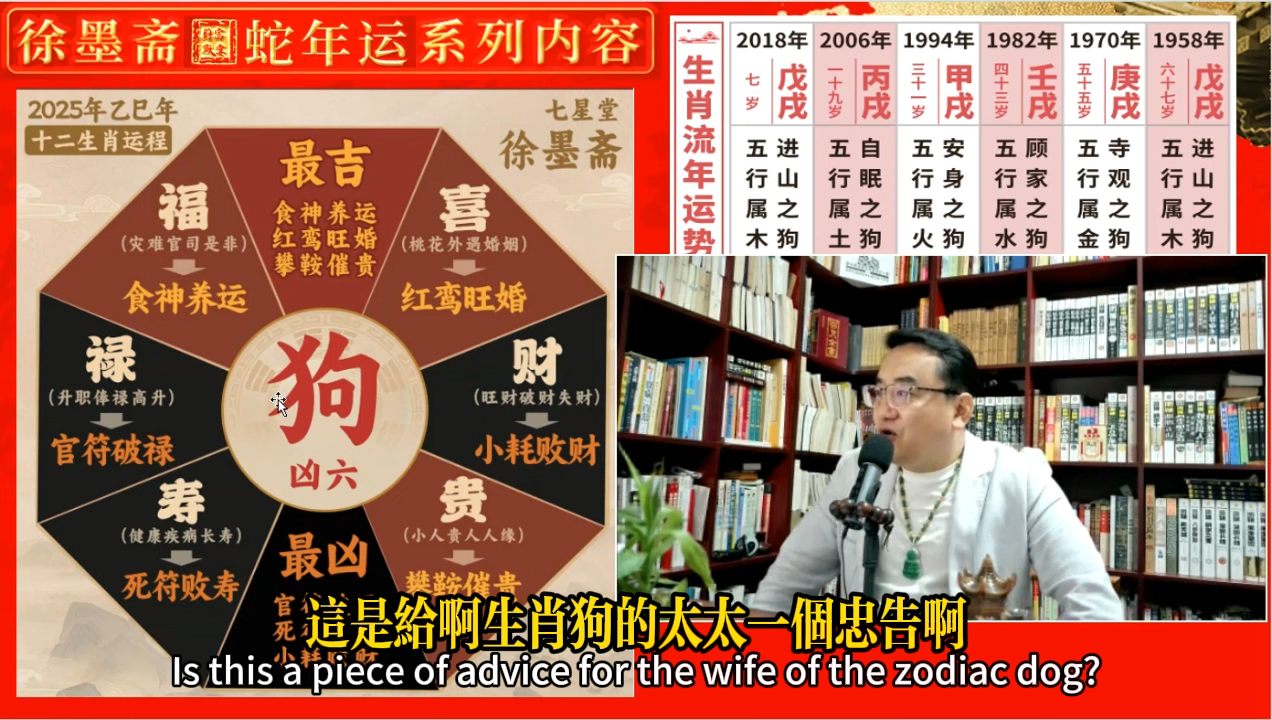 徐墨斋 蛇年运系列内容
2025年乙巳年
十二生肖运程
七星堂
徐墨斋
最吉
食神养运
红鸾旺婚
攀鞍催贵
福
(灾难官司是非)
食神养运
喜
(桃花外遇婚姻)
红鸾旺婚
禄
(升职俸禄高升)
官符破禄
狗
凶六
财
(旺财破财失财)
小耗败财
寿
(健康疾病长寿)
死符败寿
贵
(小人贵人人缘)
攀鞍催贵
最凶
生肖流年运势
2018年
七岁
戊戌
五行属木
进山之狗
2006年
一十九岁
丙戌
五行属土
自眠之狗
1994年
三十一岁
甲戌
五行属火
安身之狗
1982年
四十三岁
壬戌
五行属水
顾家之狗
1970年
五十五岁
庚戌
五行属金
寺观之狗
1958年
六十七岁
戊戌
五行属木
进山之狗
這是給啊生肖狗的太太一個忠告啊
Is this a piece of advice for the wife of the zodiac dog?